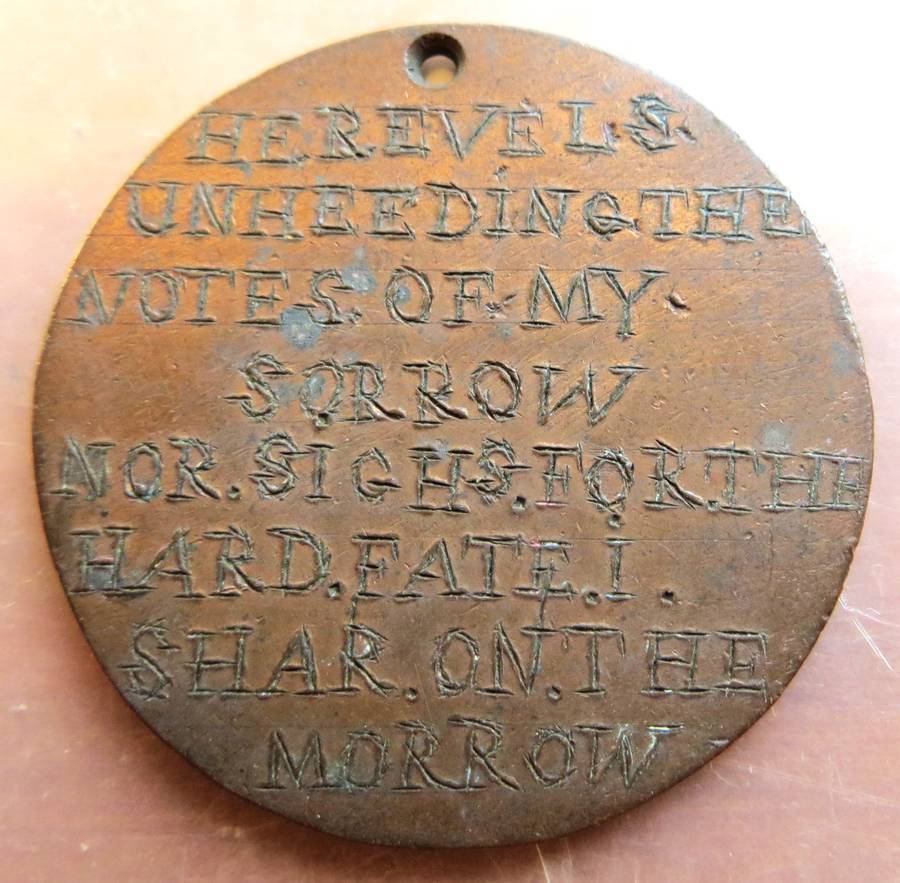 HE REVELS
UNHEEDING THE
NOTES. OF. MY
SORROW
NOR. SIGHS. FOR. THE
HARD. FATE. I.
SHAR. ON. THE
MORROW